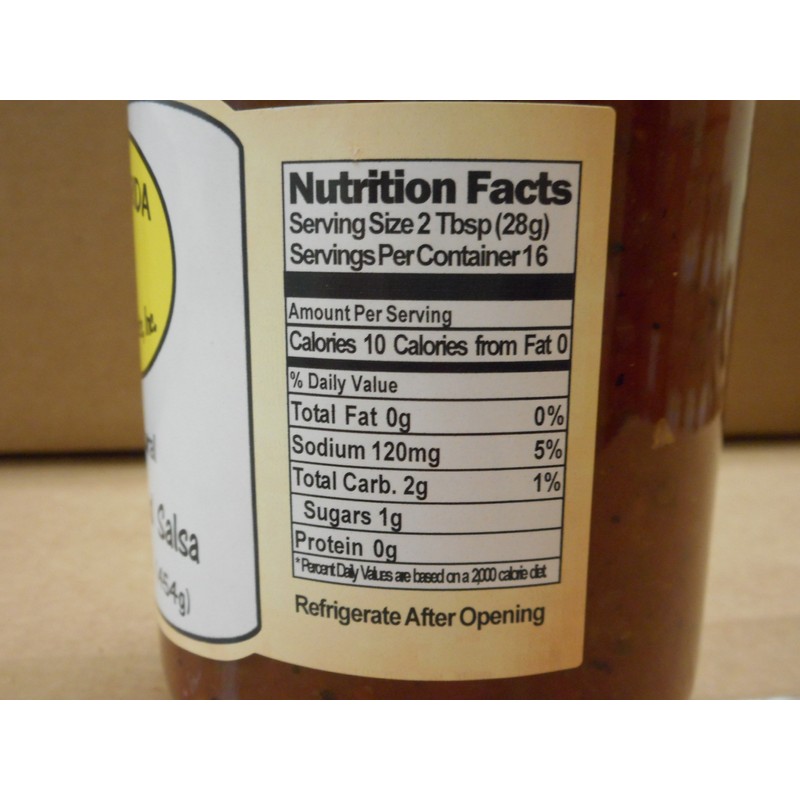 Salsa
454g)
Nutrition Facts
Serving Size 2 Tbsp (28g)
Servings Per Container 16
Amount Per Serving
Calories 10 Calories from Fat 0
% Daily Value
Total Fat 0g 0%
Sodium 120mg 5%
Total Carb. 2g 1%
Sugars 1g
Protein 0g
*Percent Daily Values are based on a 2,000 calorie diet
Refrigerate After Opening